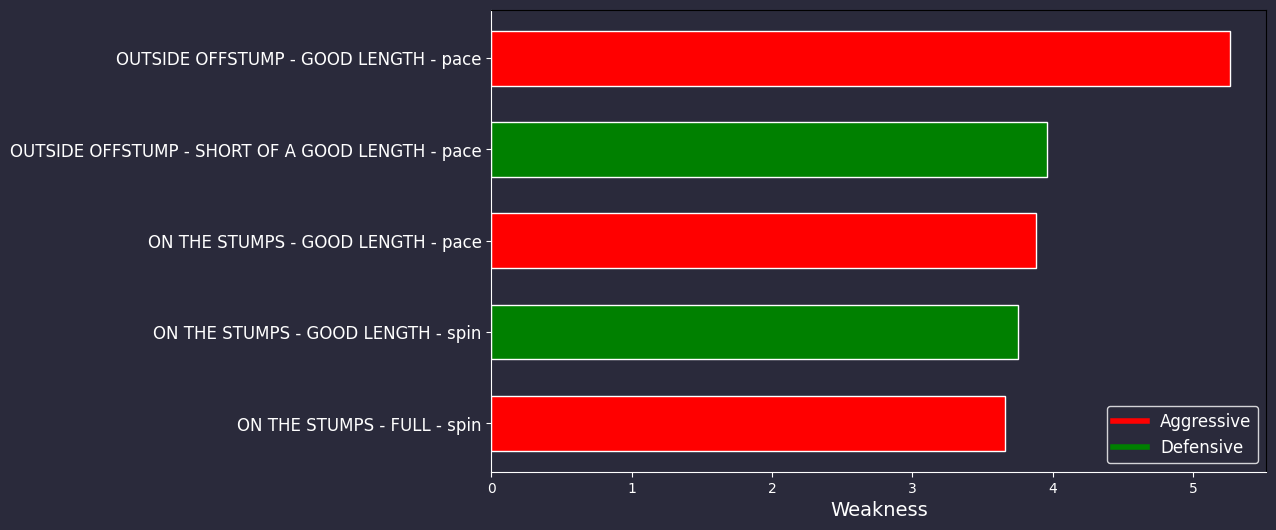 OUTSIDE OFFSTUMP - GOOD LENGTH - pace
OUTSIDE OFFSTUMP - SHORT OF A GOOD LENGTH - pace
ON THE STUMPS - GOOD LENGTH - pace
ON THE STUMPS - GOOD LENGTH - spin
ON THE STUMPS - FULL - spin
Aggressive
Defensive
0 1 2 3 4 5
Weakness